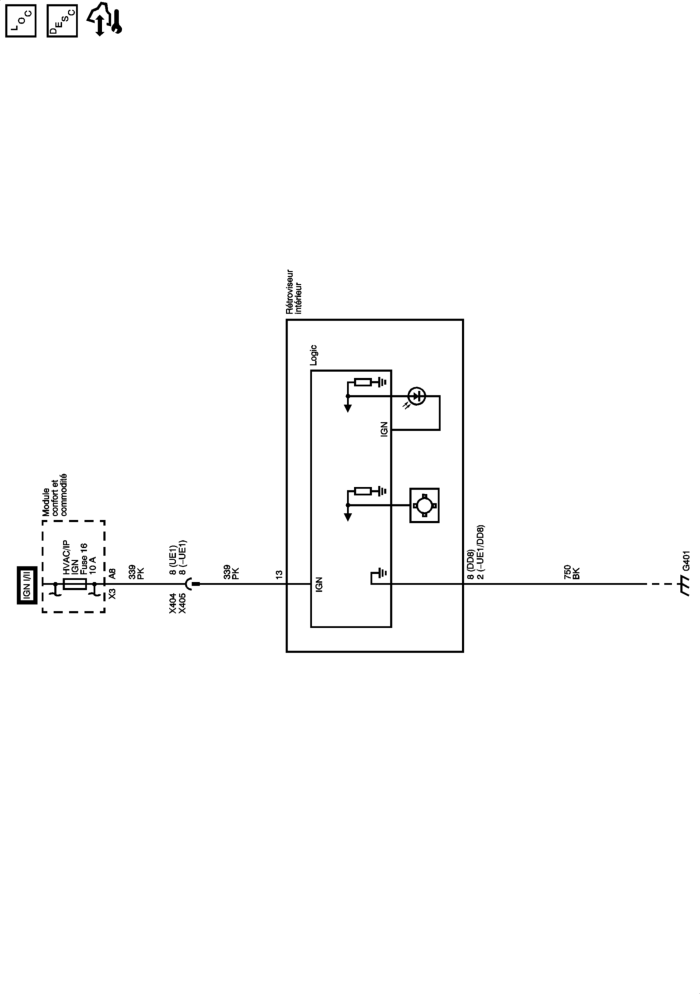 LOC
DESC
IGN I/II
Module
confort et
commodité
HVAC/IP
IGN
Fuse 16
10 A
X3
A8
339
PK
X404
X405
8 (UE1)
8 (–UE1)
339
PK
13
Rétroviseur
intérieur
Logic
IGN
IGN
8 (DD8)
2 (–UE1/DD8)
750
BK
G401